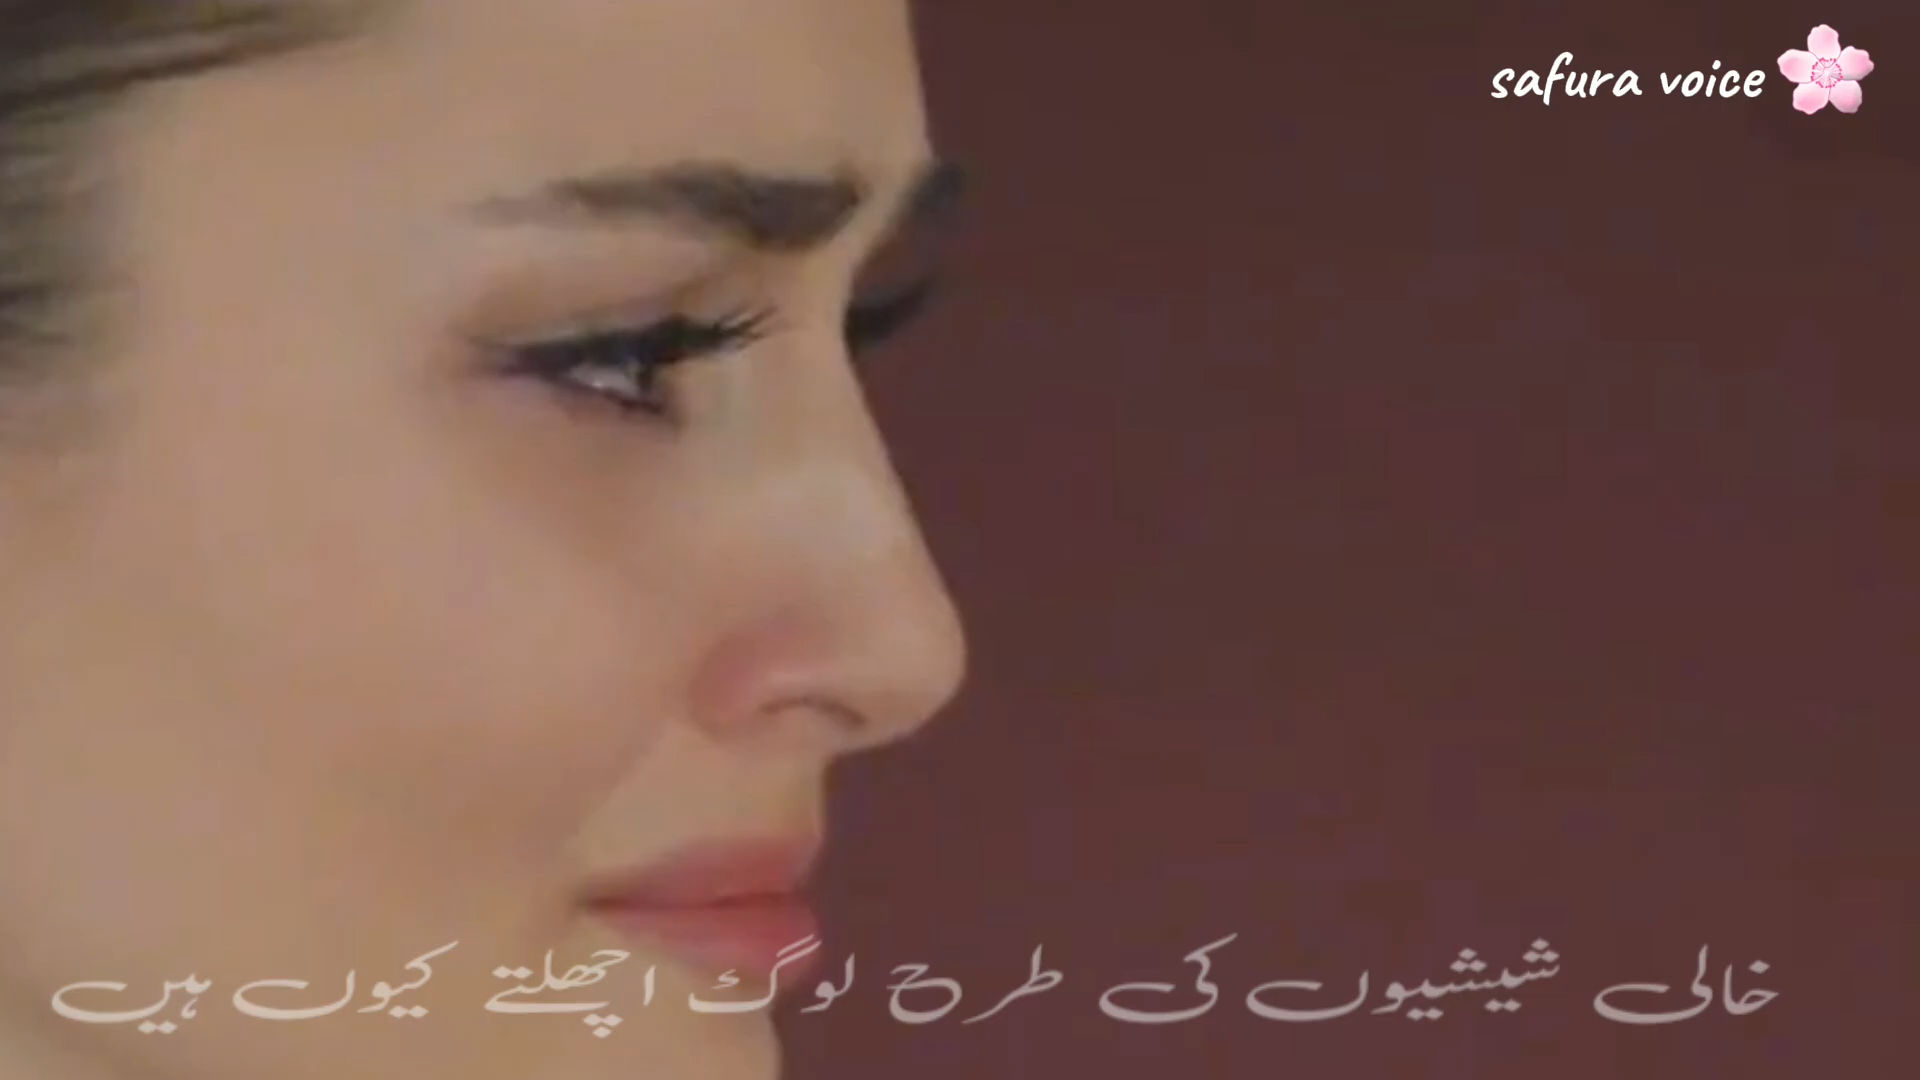 safura voice
خالی شیشیوں کی طرح لوگ اچھلتے کیوں ہیں